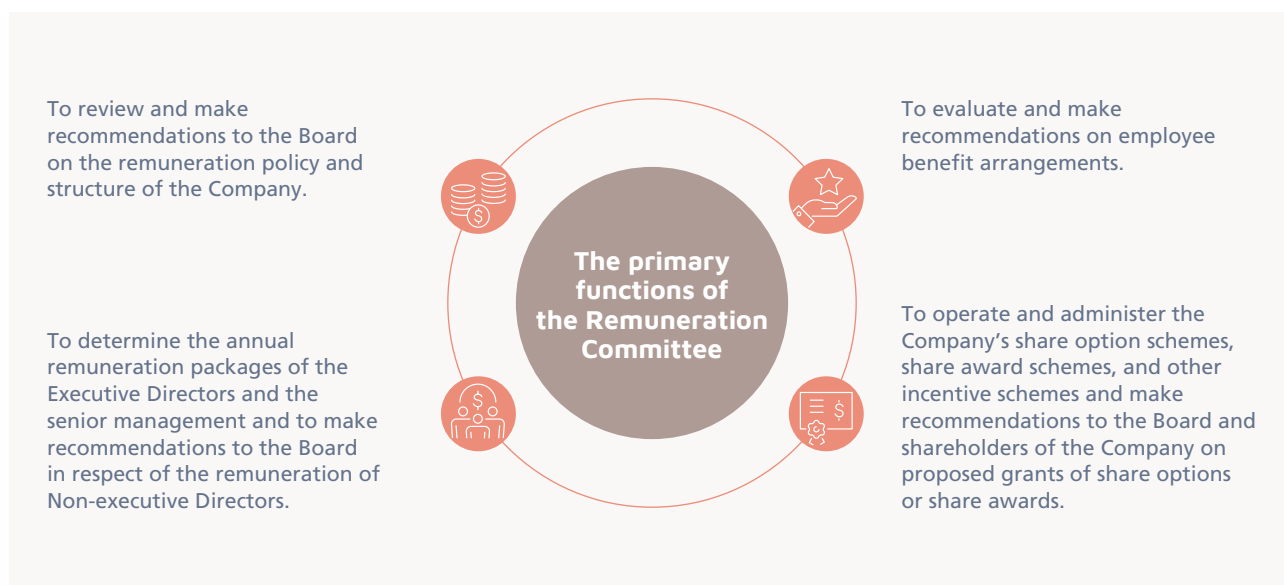 To review and make
recommendations to the Board
on the remuneration policy and
structure of the Company.
To determine the annual
remuneration packages of the
Executive Directors and the
senior management and to make
recommendations to the Board
in respect of the remuneration of
Non-executive Directors.
The primary
functions of
the Remuneration
Committee
To evaluate and make
recommendations on employee
benefit arrangements.
To operate and administer the
Company’s share option schemes,
share award schemes, and other
incentive schemes and make
recommendations to the Board and
shareholders of the Company on
proposed grants of share options
or share awards.